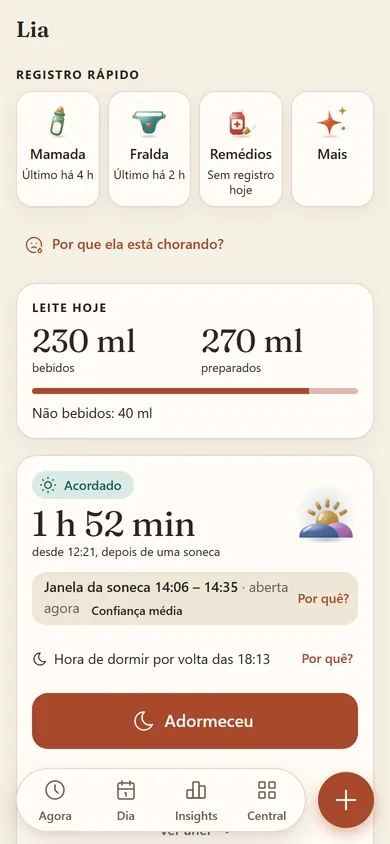 Lia
REGISTRO RÁPIDO
Mamada
Último há 4 h
Fralda
Último há 2 h
Remédios
Sem registro
hoje
Mais
Por que ela está chorando?
LEITE HOJE
230 ml
bebidos
270 ml
preparados
Não bebidos: 40 ml
Acordado
1 h 52 min
desde 12:21, depois de uma soneca
Janela da soneca 14:06 – 14:35 · aberta
agora Confiança média
Por quê?
Hora de dormir por volta das 18:13
Por quê?
Adormeceu
Agora
Dia
Insights
Central